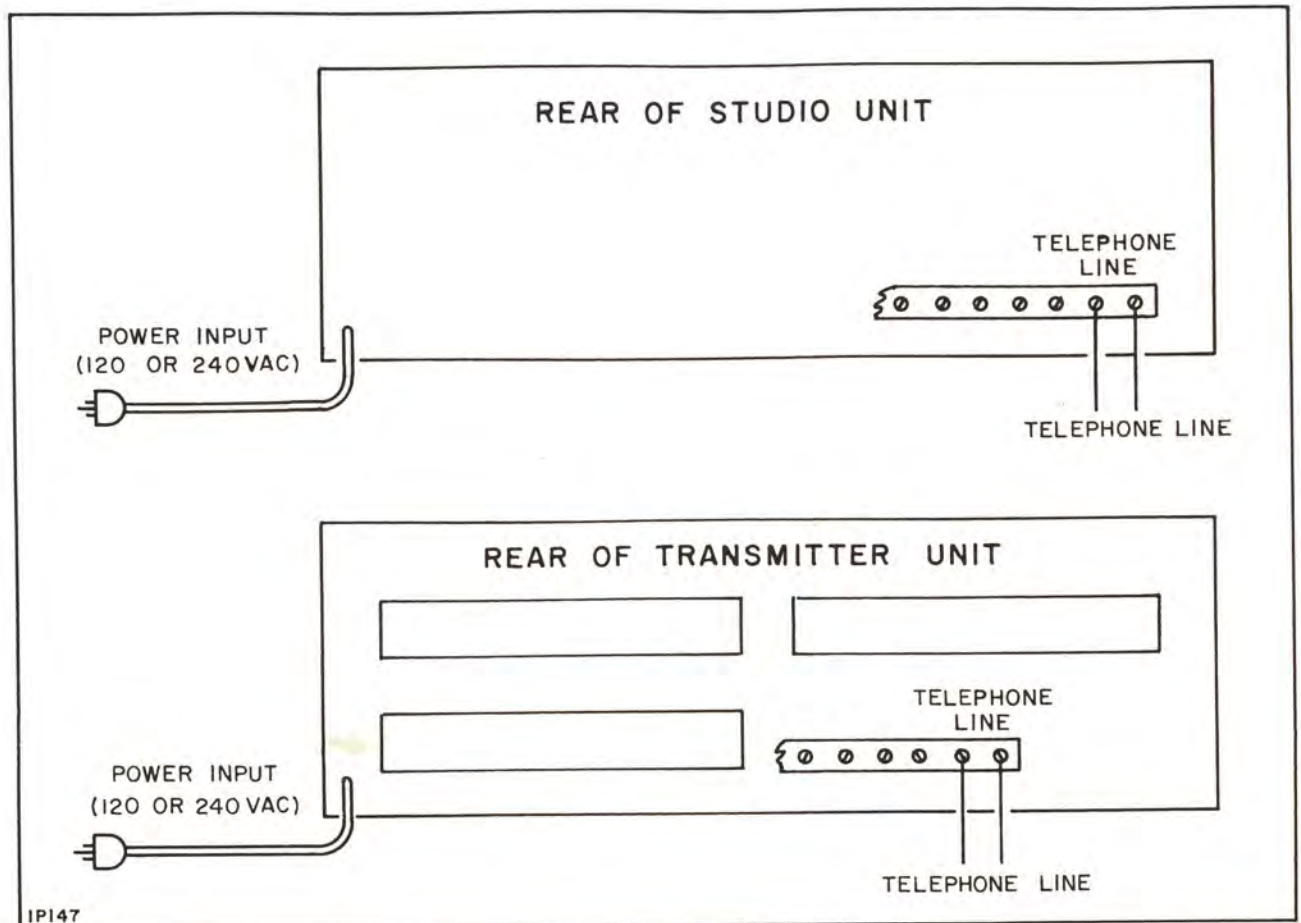 REAR OF STUDIO UNIT
TELEPHONE
LINE
POWER INPUT
(120 OR 240VAC)
TELEPHONE LINE
REAR OF TRANSMITTER UNIT
TELEPHONE
LINE
POWER INPUT
(120 OR 240VAC)
TELEPHONE LINE
1P147